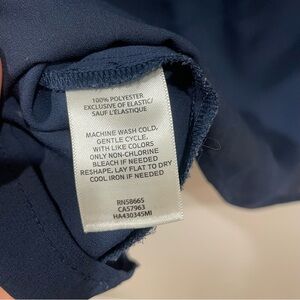 100% POLYESTER
EXCLUSIVE OF ELASTIC/
SAUF L'ÉLASTIQUE
MACHINE WASH COLD,
GENTLE CYCLE,
WITH LIKE COLORS
ONLY NON-CHLORINE
BLEACH IF NEEDED
RESHAPE, LAY FLAT TO DRY
COOL IRON IF NEEDED
RN58665
CA57963
HA430345MI